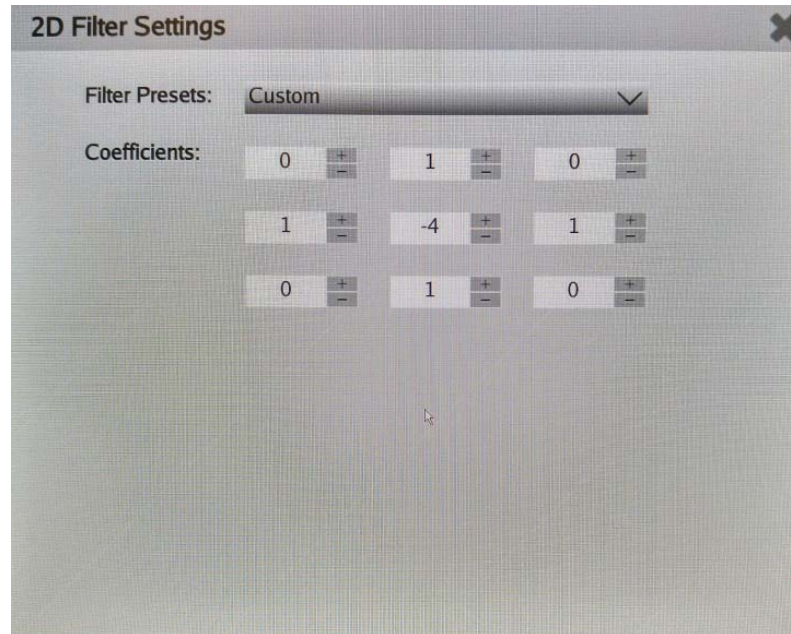 2D Filter Settings
Filter Presets: Custom
Coefficients: 0 + - 1 + - 0 + -
1 + - -4 + - 1 + -
0 + - 1 + - 0 + -